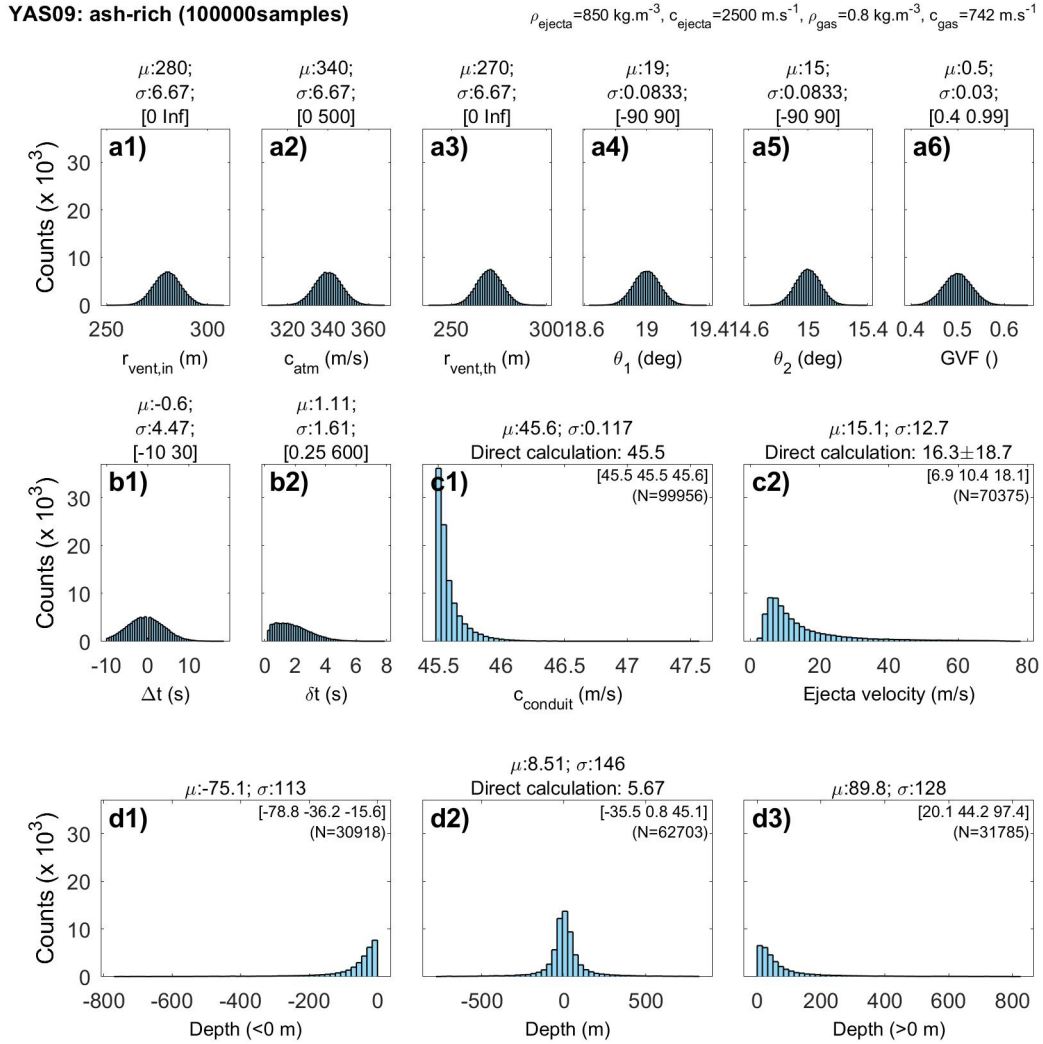 YAS09: ash-rich (100000samples)
ρejecta=850 kg.m-3, cejecta=2500 m.s-1, ρgas=0.8 kg.m-3, cgas=742 m.s-1
μ:280;
σ:6.67;
[0 Inf]
μ:340;
σ:6.67;
[0 500]
μ:270;
σ:6.67;
[0 Inf]
μ:19;
σ:0.0833;
[-90 90]
μ:15;
σ:0.0833;
[-90 90]
μ:0.5;
σ:0.03;
[0.4 0.99]
Counts (x 10^3)
30
20
10
0
a1)
250 300
rvent,in (m)
a2)
320 340 360
catm (m/s)
a3)
250 300
rvent,th (m)
a4)
18.6 19 19.4
θ1 (deg)
a5)
14.6 15 15.4
θ2 (deg)
a6)
0.4 0.5 0.6
GVF ()
μ:-0.6;
σ:4.47;
[-10 30]
μ:1.11;
σ:1.61;
[0.25 600]
μ:45.6; σ:0.117
Direct calculation: 45.5
μ:15.1; σ:12.7
Direct calculation: 16.3±18.7
Counts (x 10^3)
30
20
10
0
b1)
-10 0 10
Δt (s)
b2)
0 2 4 6 8
δt (s)
c1)
[45.5 45.5 45.6]
(N=99956)
45.5 46 46.5 47 47.5
cconduit (m/s)
c2)
[6.9 10.4 18.1]
(N=70375)
0 20 40 60 80
Ejecta velocity (m/s)
μ:-75.1; σ:113
μ:8.51; σ:146
Direct calculation: 5.67
μ:89.8; σ:128
Counts (x 10^3)
30
20
10
0
d1)
[-78.8 -36.2 -15.6]
(N=30918)
-800 -600 -400 -200 0
Depth (<0 m)
d2)
[-35.5 0.8 45.1]
(N=62703)
-500 0 500
Depth (m)
d3)
[20.1 44.2 97.4]
(N=31785)
0 200 400 600 800
Depth (>0 m)